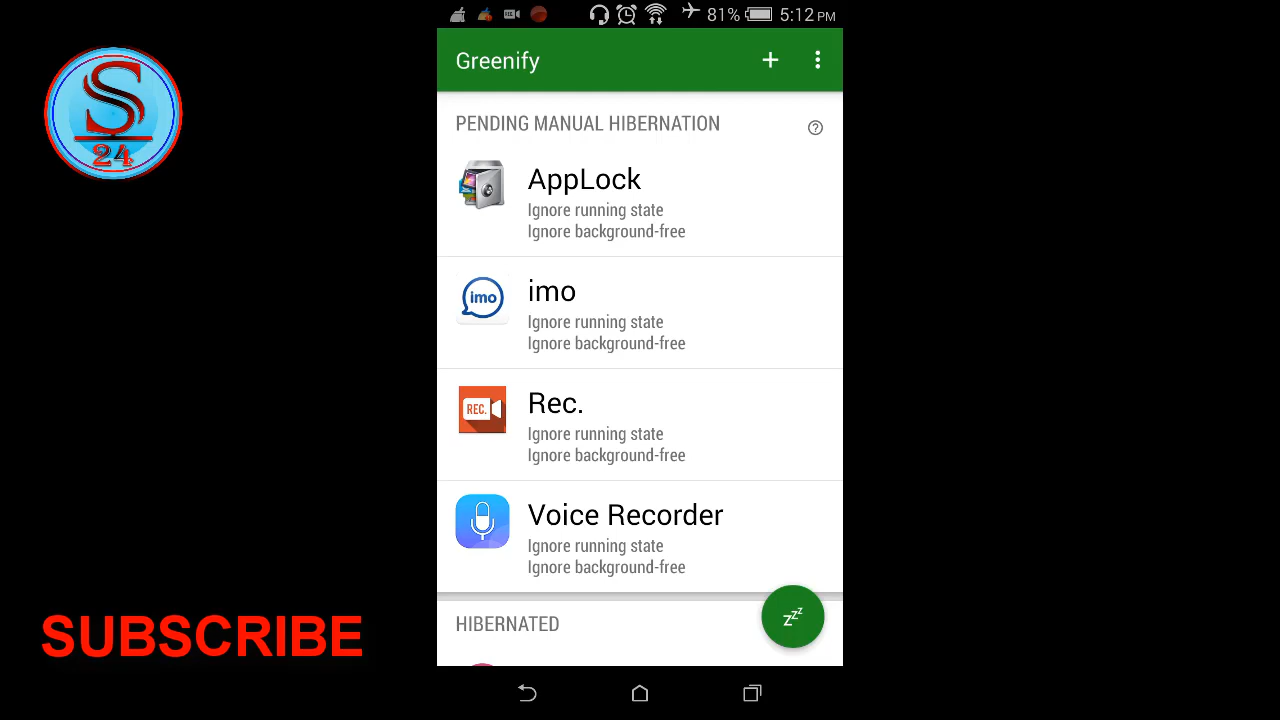 S
24
81% 5:12 PM
Greenify
PENDING MANUAL HIBERNATION
AppLock
Ignore running state
Ignore background-free
imo
imo
Ignore running state
Ignore background-free
REC.
Rec.
Ignore running state
Ignore background-free
Voice Recorder
Ignore running state
Ignore background-free
zzz
HIBERNATED
SUBSCRIBE